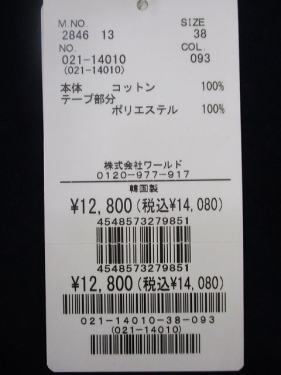 M.NO. SIZE
2846 13 38
NO. COL.
021-14010 093
(021-14010)
本体 コットン 100%
テープ部分
ポリエステル 100%
株式会社ワールド
0120-977-917
韓国製
¥12,800(税込¥14,080)
4548573279851
4548573279851
¥12,800(税込¥14,080)
021-14010-38-093
(021-14010)